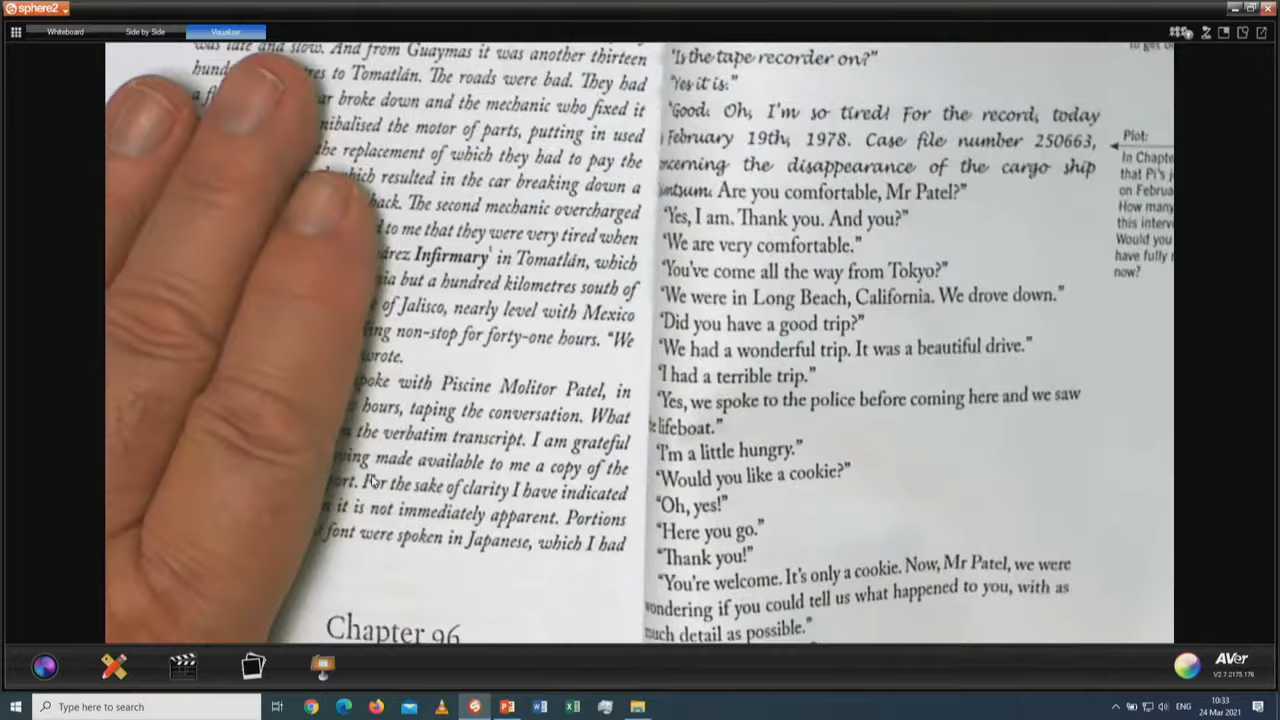 sphere2
Whiteboard
Side by Side
Visualizer
was late and slow. And from Guaymas it was another thirteen
to Tomatlán. The roads were bad. They had
broke down and the mechanic who fixed it
the motor of parts, putting in used
the replacement of which they had to pay the
which resulted in the car breaking down a
back. The second mechanic overcharged
to me that they were very tired when
Infirmary¹ in Tomatlán, which
but a hundred kilometres south of
of Jalisco, nearly level with Mexico
non-stop for forty-one hours. “We
wrote.
with Piscine Molitor Patel, in
hours, taping the conversation. What
the verbatim transcript. I am grateful
made available to me a copy of the
For the sake of clarity I have indicated
it is not immediately apparent. Portions
font were spoken in Japanese, which I had
Chapter 96
“Is the tape recorder on?”
“Yes it is.”
“Good. Oh, I'm so tired! For the record, today
February 19th, 1978. Case file number 250663,
the disappearance of the cargo ship
Are you comfortable, Mr Patel?”
“Yes, I am. Thank you. And you?”
“We are very comfortable.”
“You've come all the way from Tokyo?”
“We were in Long Beach, California. We drove down.”
“Did you have a good trip?”
“We had a wonderful trip. It was a beautiful drive.”
“I had a terrible trip.”
“Yes, we spoke to the police before coming here and we saw
lifeboat.”
“I'm a little hungry.”
“Would you like a cookie?”
“Oh, yes!”
“Here you go.”
“Thank you!”
“You're welcome. It's only a cookie. Now, Mr Patel, we were
wondering if you could tell us what happened to you, with as
much detail as possible.”
to get
Plot:
In Chapte
that Pi's
on Februa
How many
this interv
Would you
have fully
now?
AVer
V2.7.2175.176
Type here to search
ENG
10:33
24 Mar 2021